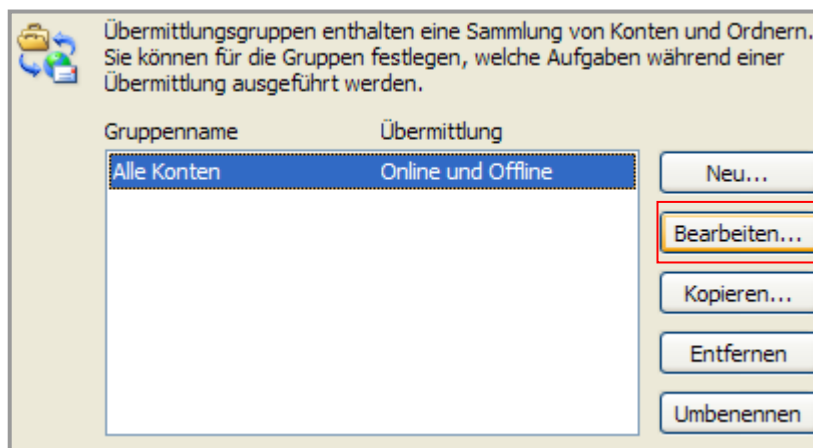 Übermittlungsgruppen enthalten eine Sammlung von Konten und Ordnern.
Sie können für die Gruppen festlegen, welche Aufgaben während einer
Übermittlung ausgeführt werden.
Gruppenname Übermittlung
Alle Konten Online und Offline
Neu...
Bearbeiten...
Kopieren...
Entfernen
Umbenennen